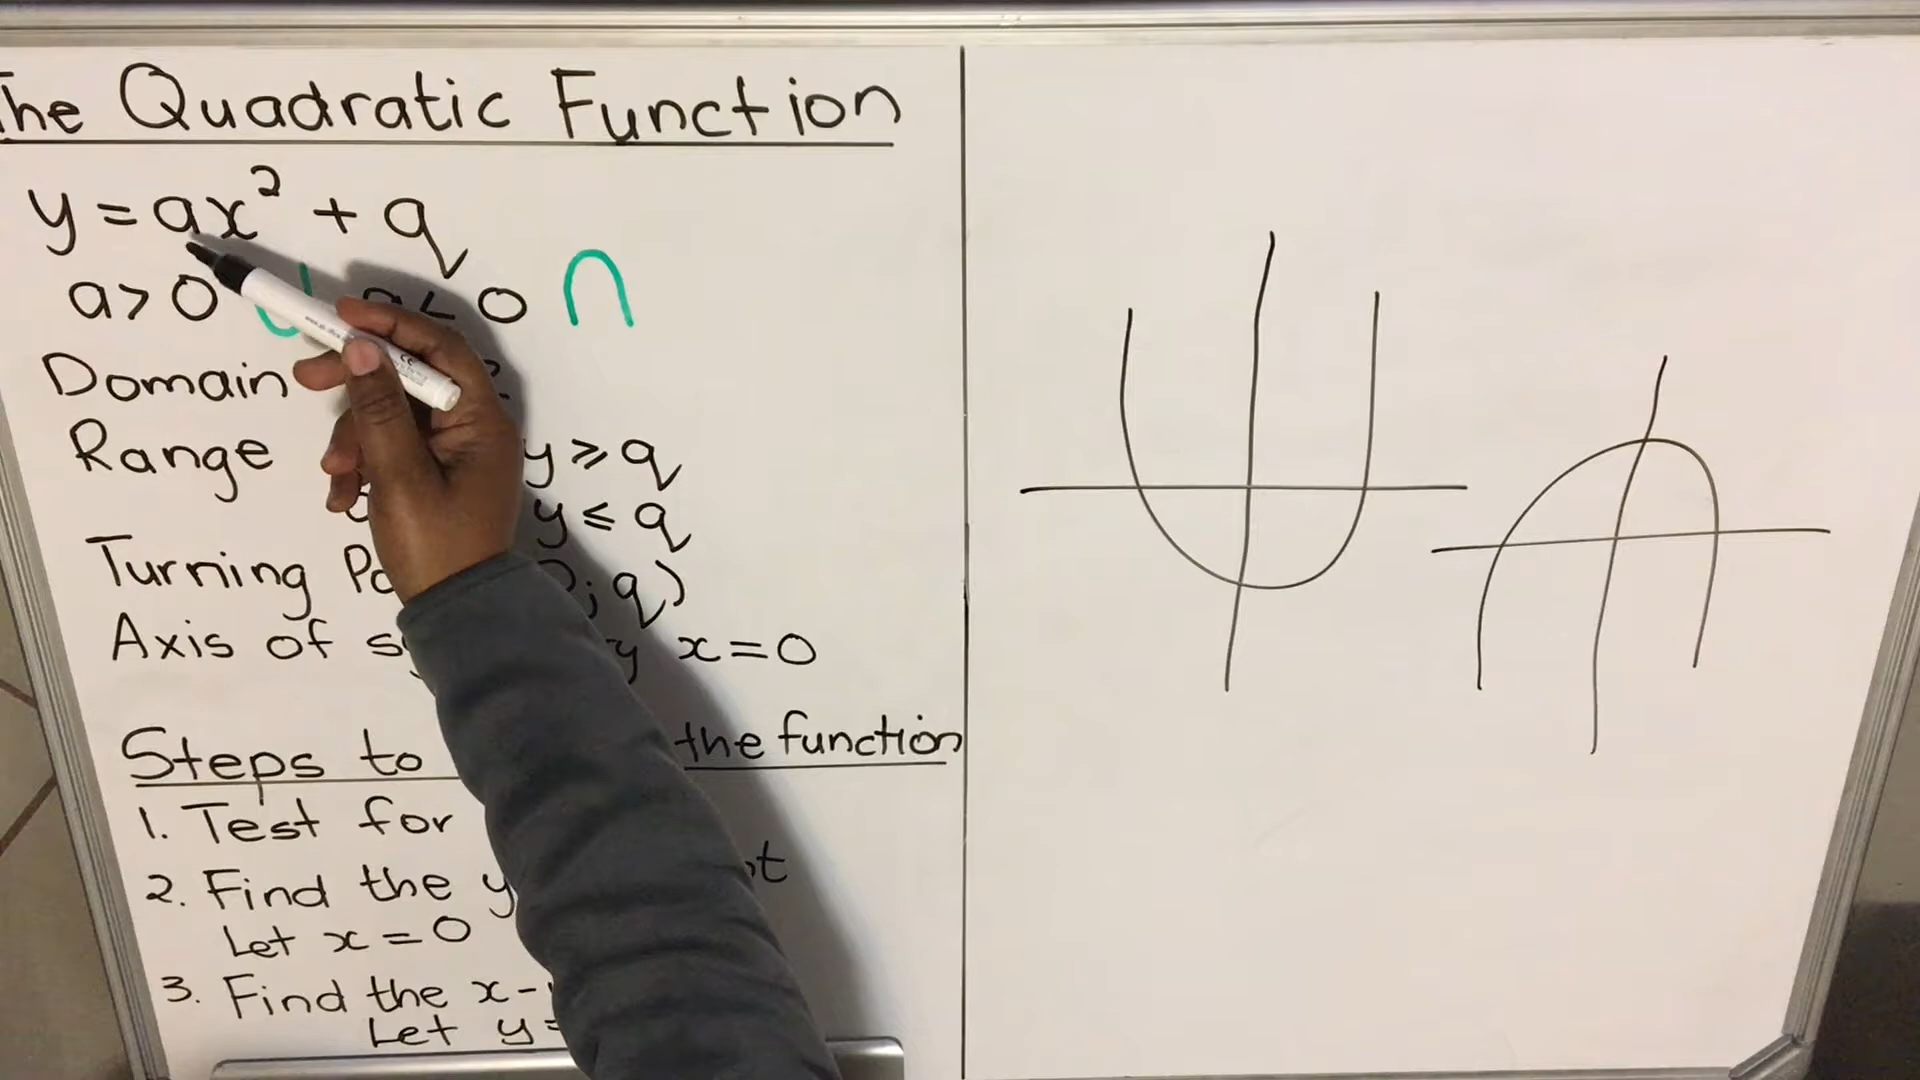 The Quadratic Function
y = ax² + q
a > 0 a < 0
Domain
Range y ⩾ q
y ⩽ q
Turning ; q)
Axis of y x = 0
Steps to the function
1. Test for
2. Find the y
Let x = 0
3. Find the x-
Let y =